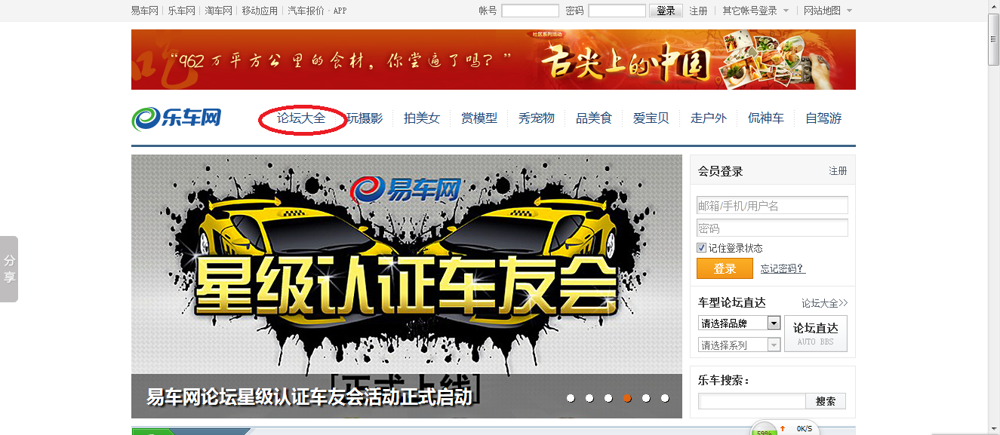 易车网 乐车网 淘车网 移动应用 汽车报价·APP 帐号 密码 登录 注册 其它帐号登录 网站地图
社区系列活动
吃 “962万平方公里的食材，你尝遍了吗？” 舌尖上的中国
乐车网 论坛大全 玩摄影 拍美女 赏模型 秀宠物 品美食 爱宝贝 走户外 侃神车 自驾游
易车网
星级认证车友会
[正式上线]
易车网论坛星级认证车友会活动正式启动
会员登录 注册
邮箱/手机/用户名
密码
记住登录状态
登录 忘记密码？
车型论坛直达 论坛大全>>
请选择品牌
请选择系列
论坛直达
AUTO BBS
乐车搜索：
搜索
分享
59% 0K/S